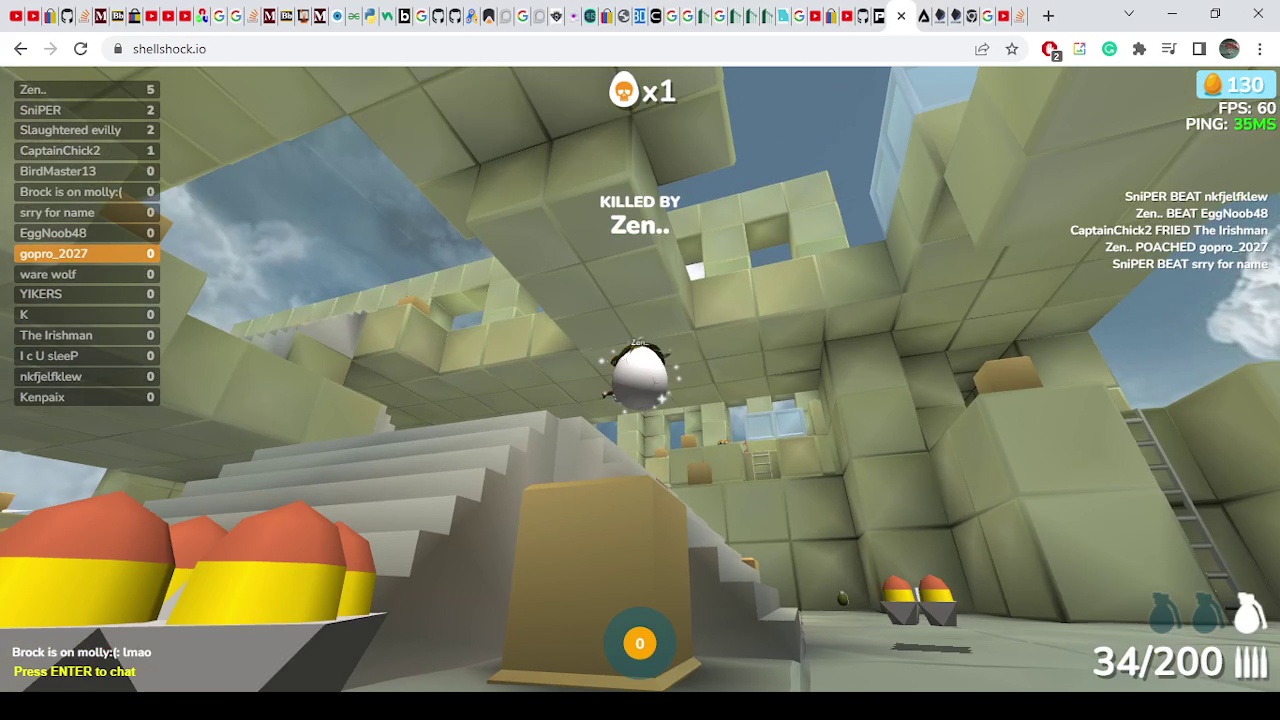 shellshock.io
2
Zen.. 5
SniPER 2
Slaughtered evilly 2
CaptainChick2 1
BirdMaster13 0
Brock is on molly:( 0
srry for name 0
EggNoob48 0
gopro_2027 0
ware wolf 0
YIKERS 0
K 0
The Irishman 0
I c U sleeP 0
nkfjelfklew 0
Kenpaix 0
x1
KILLED BY
Zen..
130
FPS: 60
PING: 35MS
SniPER BEAT nkfjelfklew
Zen.. BEAT EggNoob48
CaptainChick2 FRIED The Irishman
Zen.. POACHED gopro_2027
SniPER BEAT srry for name
Zen..
0
34/200
Brock is on molly:(: lmao
Press ENTER to chat